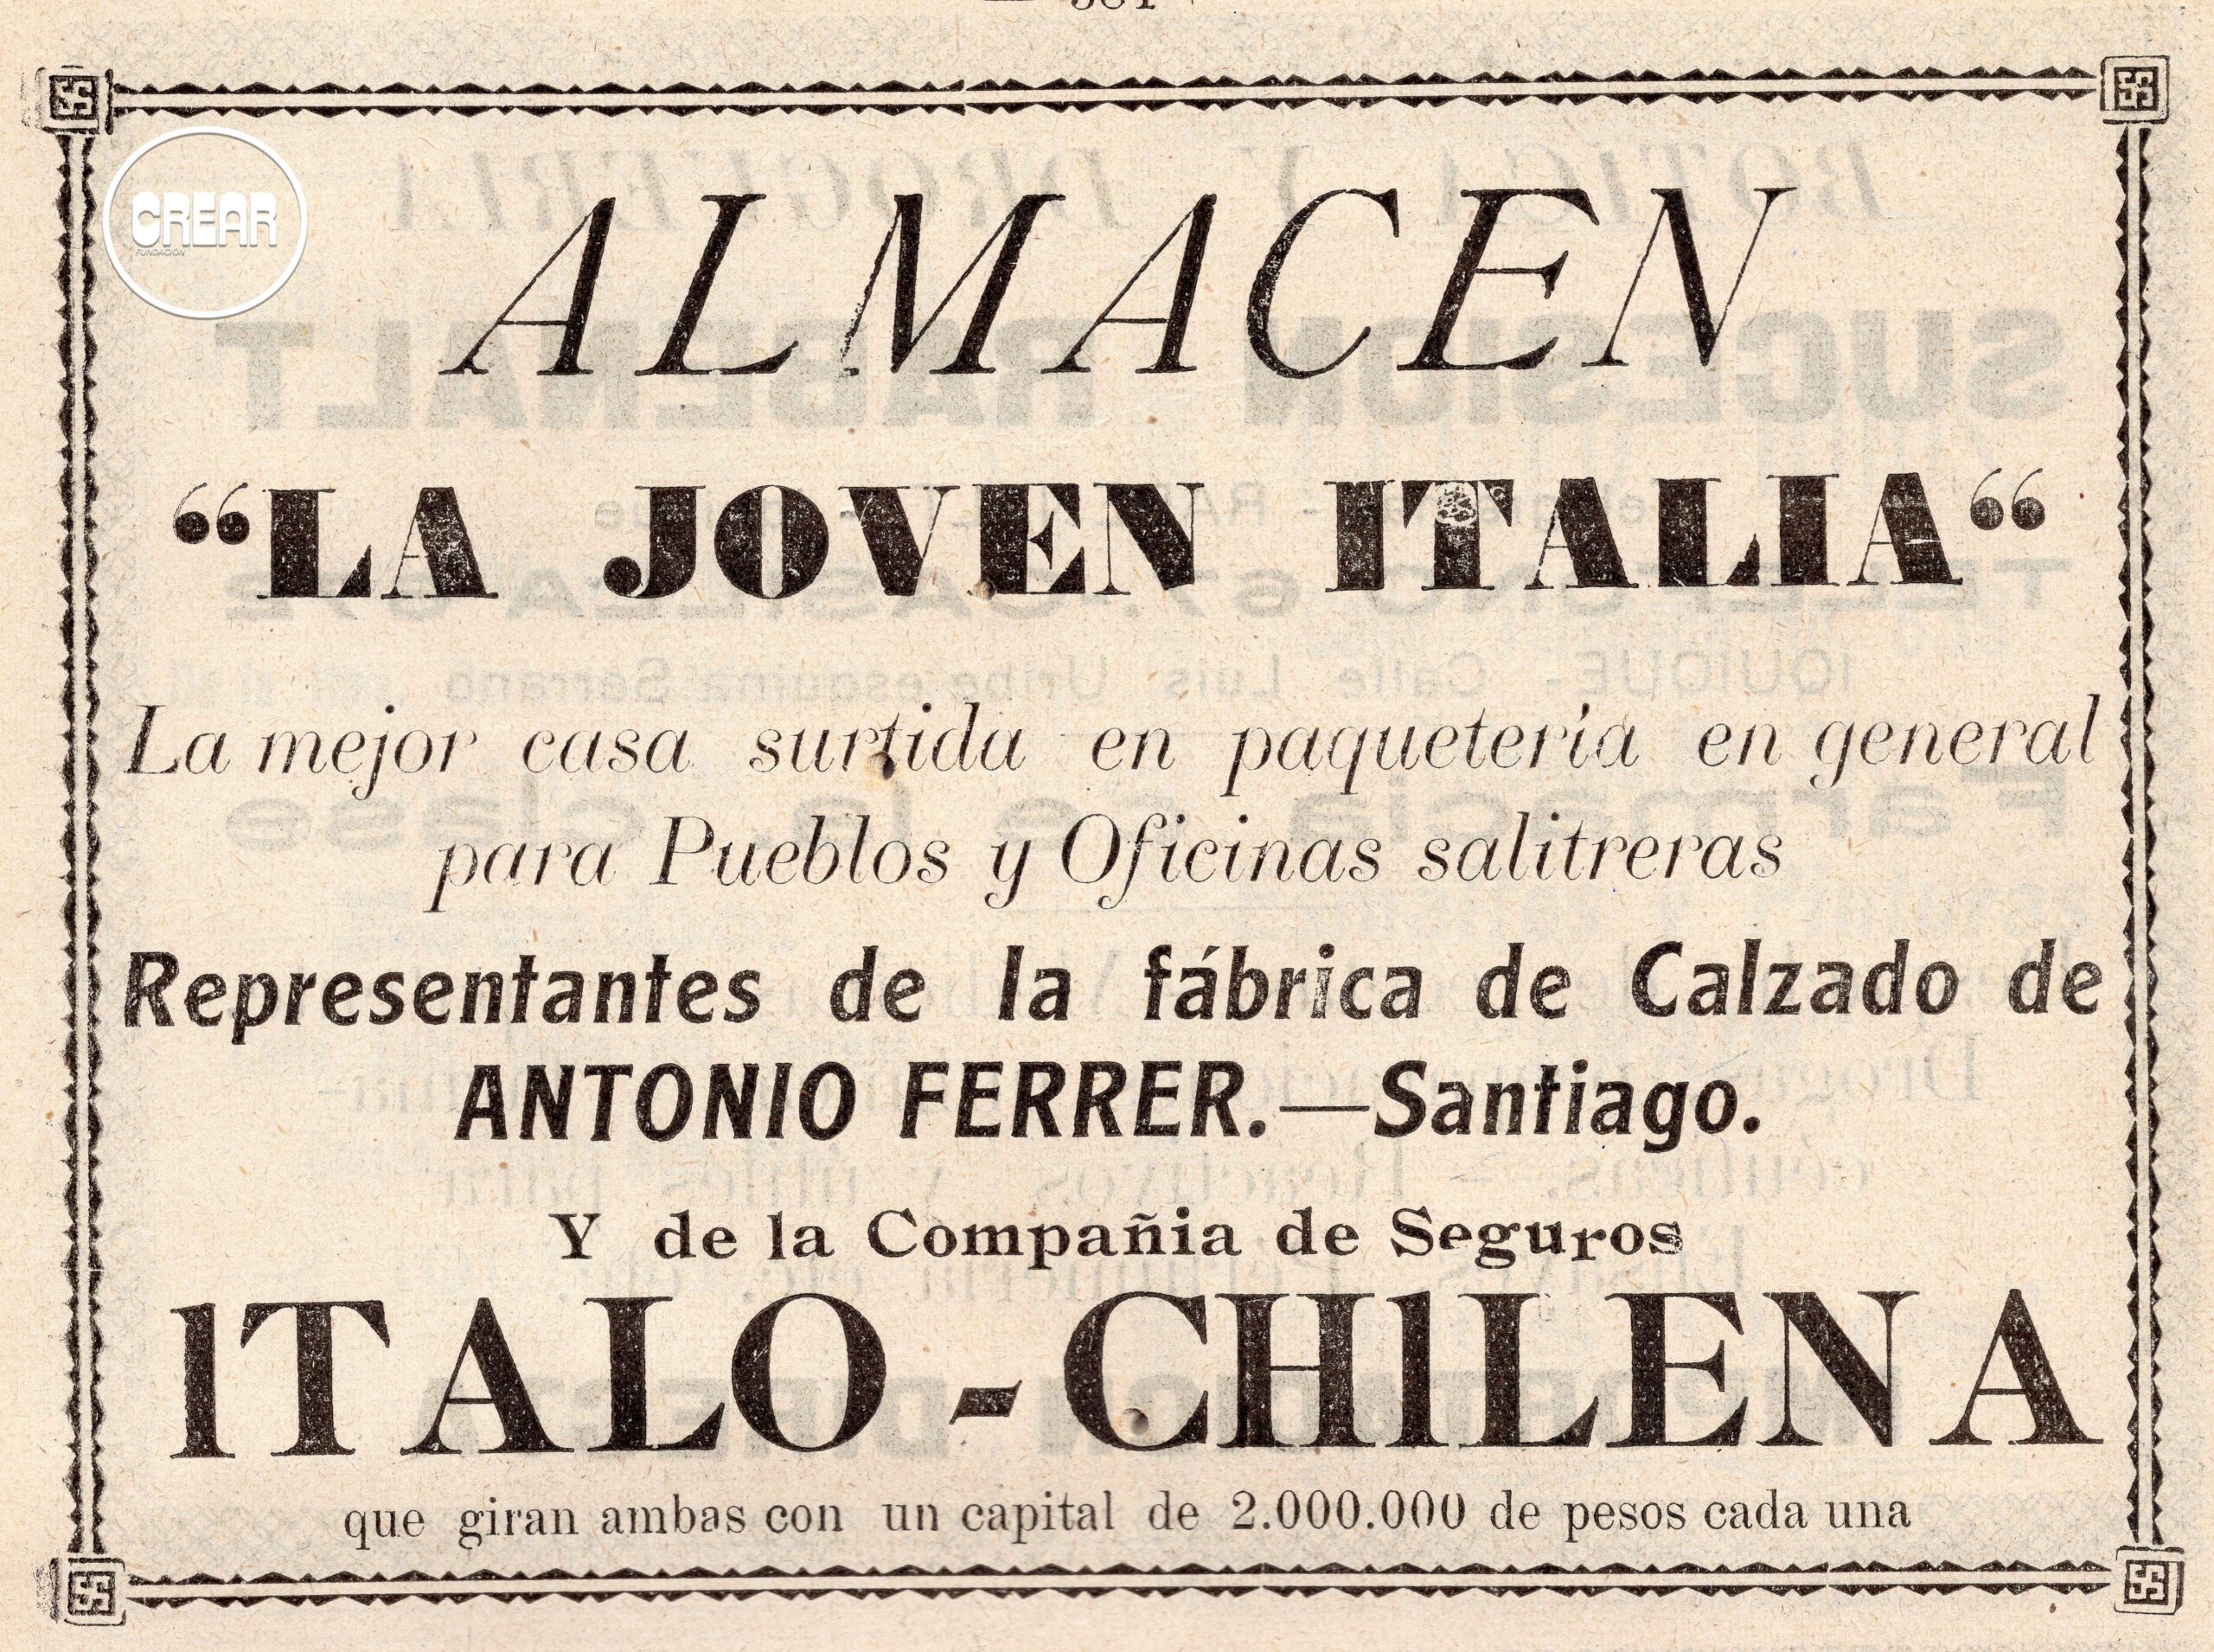 CREAR
FUNDACION
ALMACEN
“LA JOVEN ITALIA“
La mejor casa surtida en paquetería en general
para Pueblos y Oficinas salitreras
Representantes de la fábrica de Calzado de
ANTONIO FERRER.—Santiago.
Y de la Compañia de Seguros
ITALO-CHILENA
que giran ambas con un capital de 2.000.000 de pesos cada una